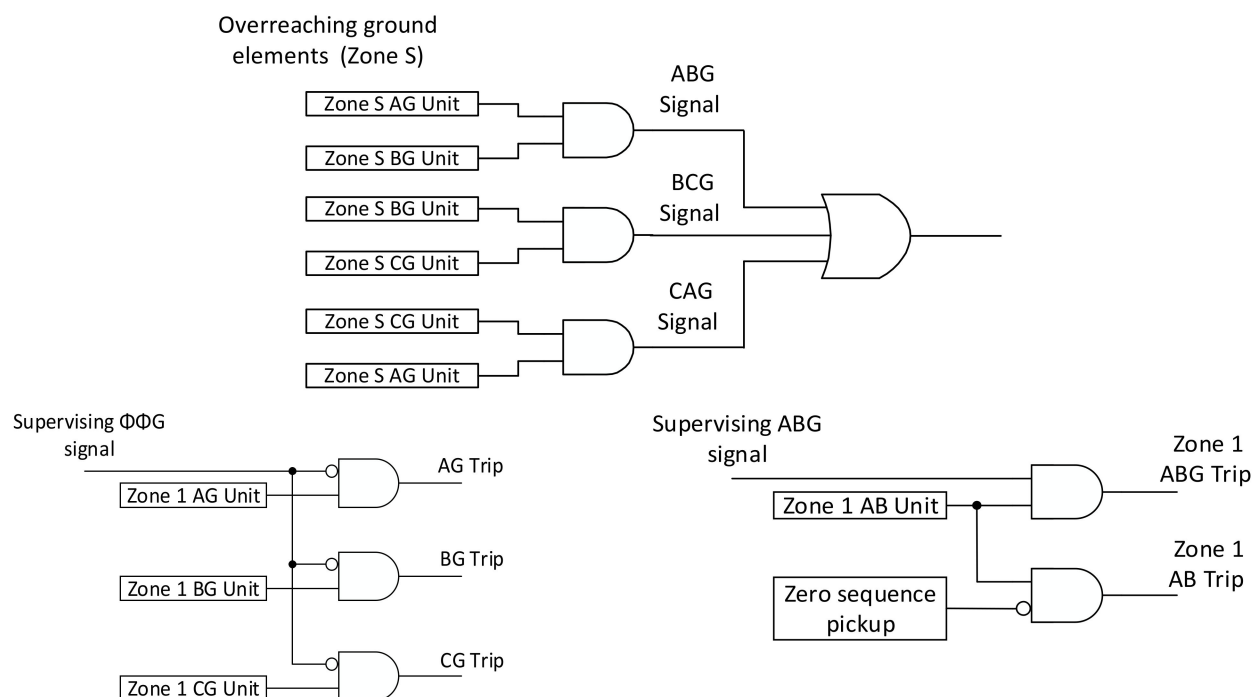 Overreaching ground
elements (Zone S)
ABG
Signal
Zone S AG Unit
Zone S BG Unit
BCG
Signal
Zone S BG Unit
Zone S CG Unit
CAG
Signal
Zone S CG Unit
Zone S AG Unit
Supervising ΦΦG
signal
AG Trip
Zone 1 AG Unit
BG Trip
Zone 1 BG Unit
CG Trip
Zone 1 CG Unit
Supervising ABG
signal
Zone 1
ABG Trip
Zone 1 AB Unit
Zone 1
AB Trip
Zero sequence
pickup